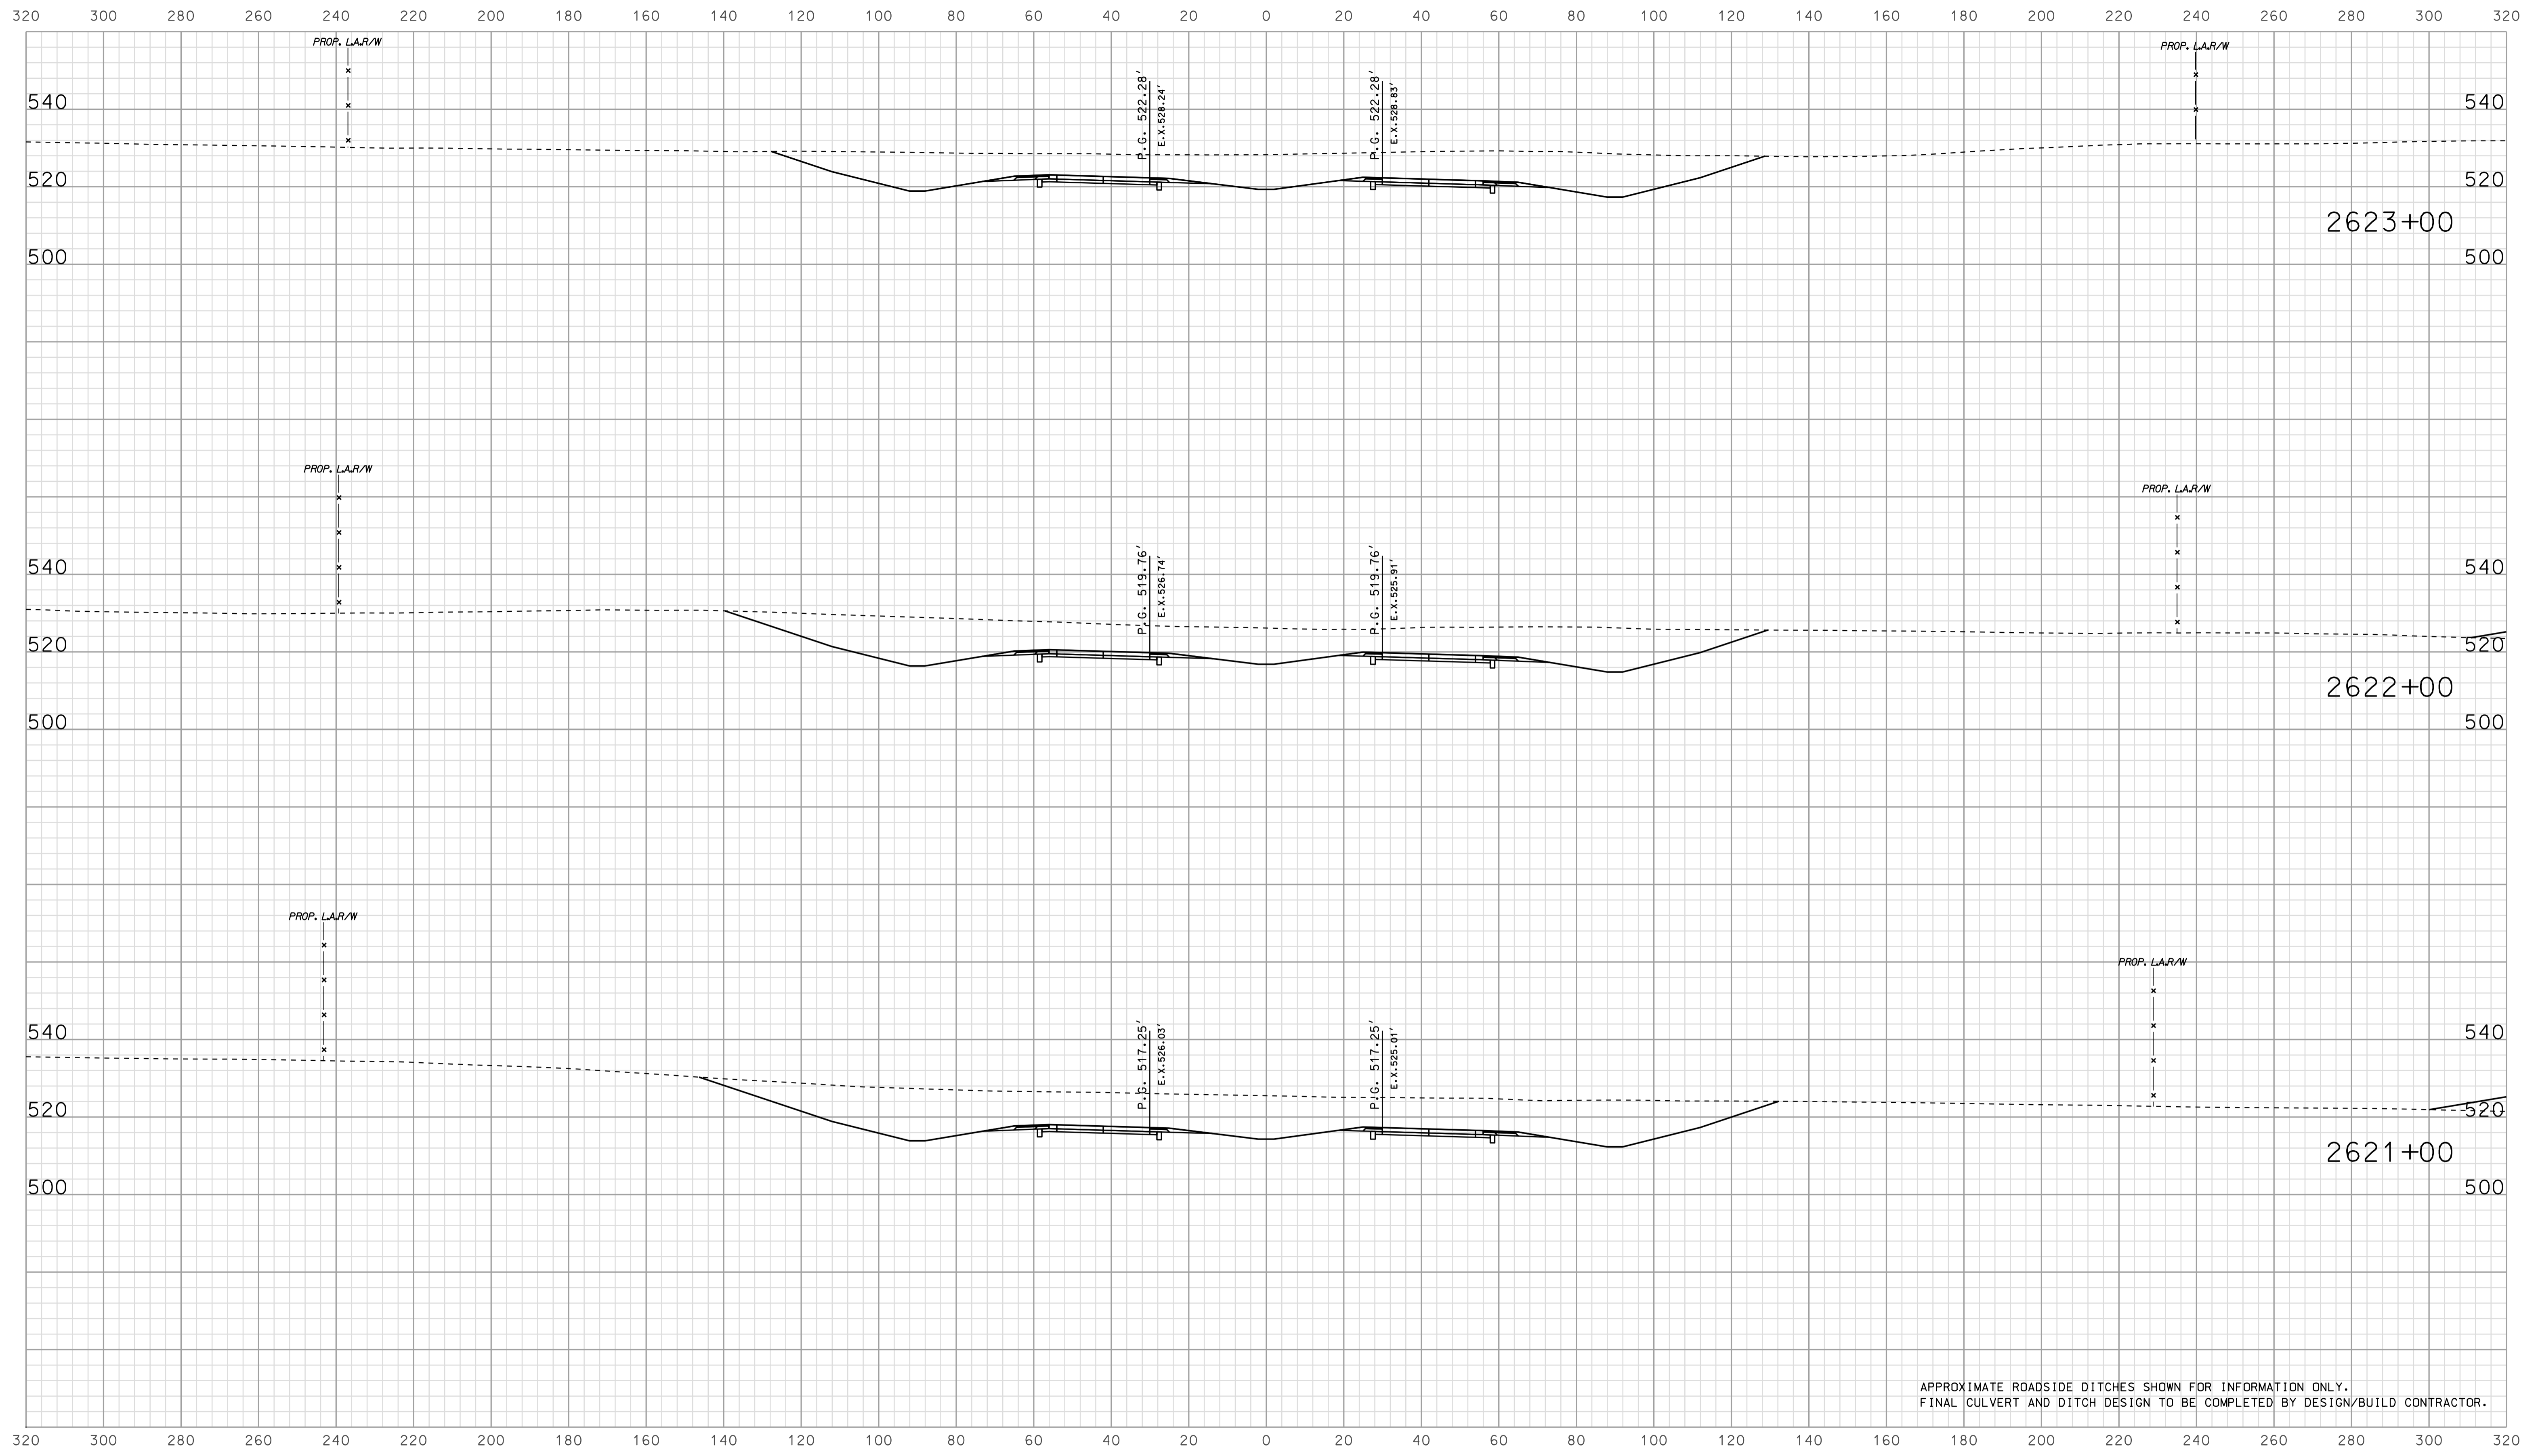 320 300 280 260 240 220 200 180 160 140 120 100 80 60 40 20 0 20 40 60 80 100 120 140 160 180 200 220 240 260 280 300 320
PROP. L.A.R/W
PROP. L.A.R/W
P.G. 522.28'
E.X.528.24'
P.G. 522.28'
E.X.528.83'
540 540
520 520
2623+00
500 500
PROP. L.A.R/W
PROP. L.A.R/W
P.G. 519.76'
E.X.526.74'
P.G. 519.76'
E.X.525.91'
540 540
520 520
2622+00
500 500
PROP. L.A.R/W
PROP. L.A.R/W
P.G. 517.25'
E.X.526.03'
P.G. 517.25'
E.X.525.01'
540 540
520 520
2621+00
500 500
APPROXIMATE ROADSIDE DITCHES SHOWN FOR INFORMATION ONLY.
FINAL CULVERT AND DITCH DESIGN TO BE COMPLETED BY DESIGN/BUILD CONTRACTOR.
320 300 280 260 240 220 200 180 160 140 120 100 80 60 40 20 0 20 40 60 80 100 120 140 160 180 200 220 240 260 280 300 320